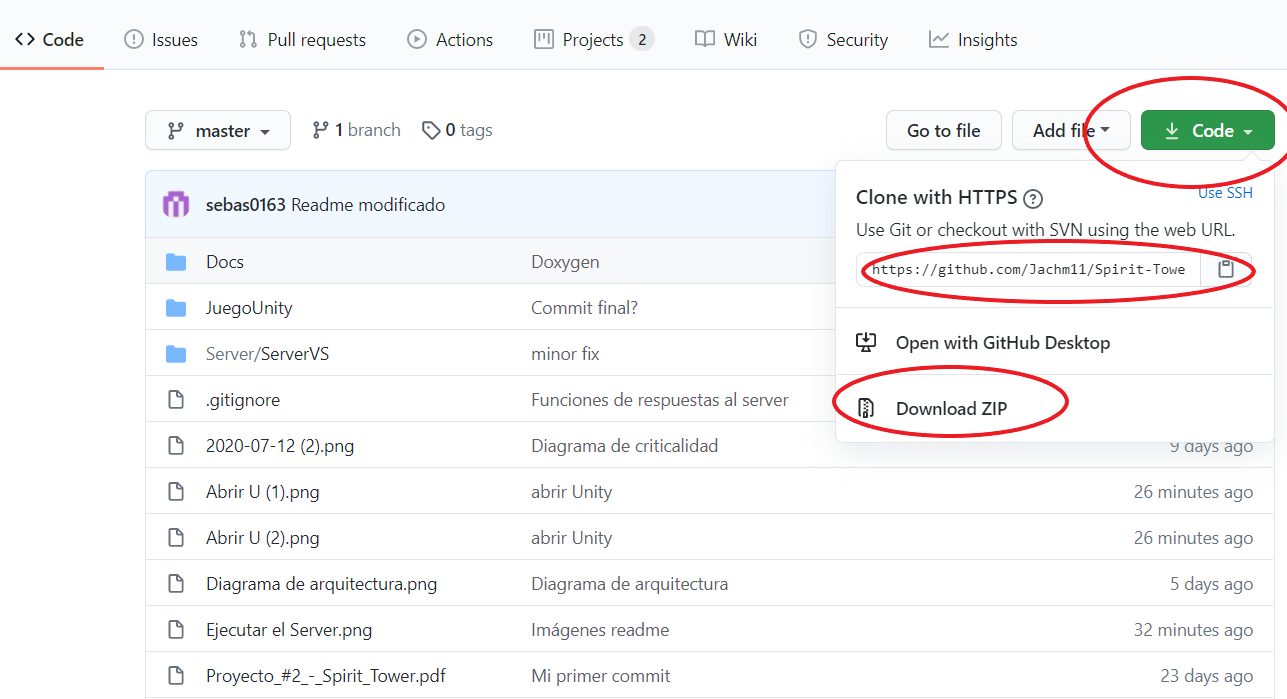 Code Issues Pull requests Actions Projects 2 Wiki Security Insights
master 1 branch 0 tags Go to file Add file Code
sebas0163 Readme modificado
Clone with HTTPS ? Use SSH
Use Git or checkout with SVN using the web URL.
https://github.com/Jachm11/Spirit-Towe
Open with GitHub Desktop
Download ZIP
Docs Doxygen
JuegoUnity Commit final?
Server/ServerVS minor fix
.gitignore Funciones de respuestas al server
2020-07-12 (2).png Diagrama de criticalidad 9 days ago
Abrir U (1).png abrir Unity 26 minutes ago
Abrir U (2).png abrir Unity 26 minutes ago
Diagrama de arquitectura.png Diagrama de arquitectura 5 days ago
Ejecutar el Server.png Imágenes readme 32 minutes ago
Proyecto_#2_-_Spirit_Tower.pdf Mi primer commit 23 days ago